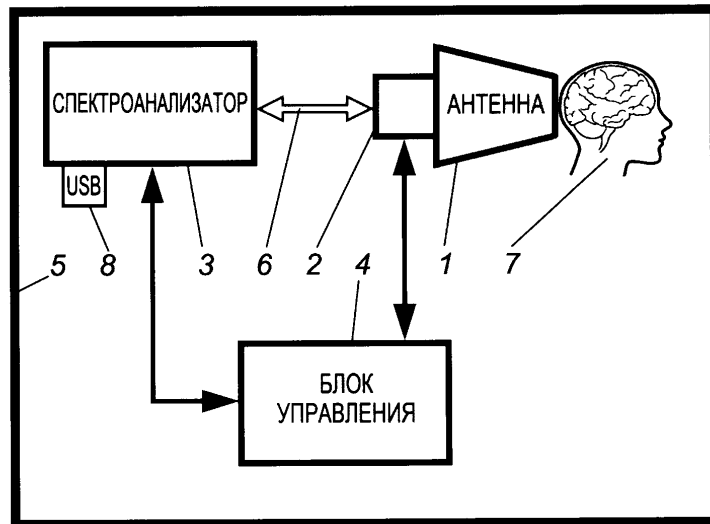 СПЕКТРОАНАЛИЗАТОР
АНТЕННА
USB
5 8 3 6 2 4 1 7
БЛОК
УПРАВЛЕНИЯ